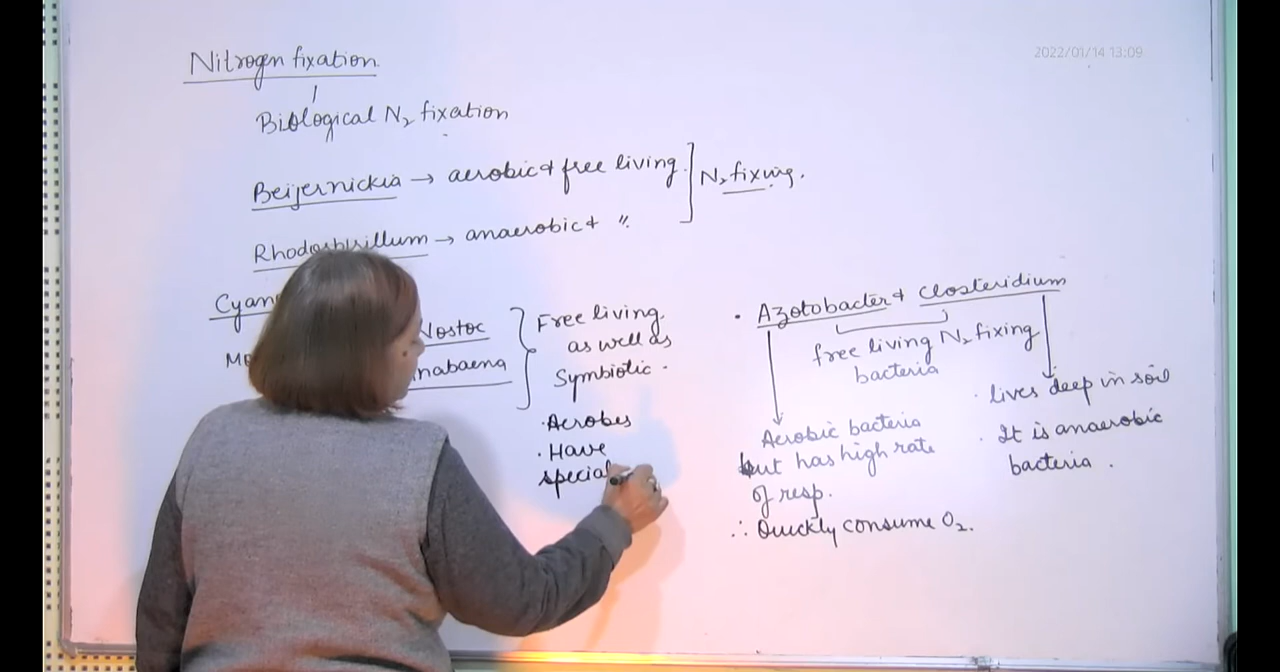 2022/01/14 13:09
Nitrogen fixation
Biological N₂ fixation
Beijernickia → aerobic & free living
N₂ fixing.
Rhodospirillum → anaerobic & "
Nostoc
Free living
as well as
Symbiotic.
· Aerobes
· Have
special
· Azotobacter & Closteridium
free living N₂ fixing
bacteria
Aerobic bacteria
but has high rate
of resp.
∴ Quickly consume O₂.
· lives deep in soil
· It is anaerobic
bacteria.